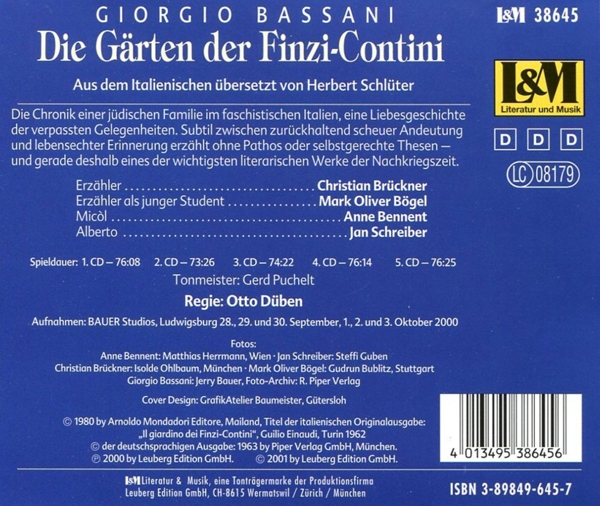 GIORGIO BASSANI
L&M 38645
Die Gärten der Finzi-Contini
Aus dem Italienischen übersetzt von Herbert Schlüter
L&M
Literatur und Musik
Die Chronik einer jüdischen Familie im faschistischen Italien, eine Liebesgeschichte
der verpassten Gelegenheiten. Subtil zwischen zurückhaltend scheuer Andeutung
und lebensechter Erinnerung erzählt ohne Pathos oder selbstgerechte Thesen –
und gerade deshalb eines der wichtigsten literarischen Werke der Nachkriegszeit.
D D D
LC 08179
Erzähler Christian Brückner
Erzähler als junger Student Mark Oliver Bögel
Micòl Anne Bennent
Alberto Jan Schreiber
Spieldauer: 1. CD – 76:08 2. CD – 73:26 3. CD – 74:22 4. CD – 76:14 5. CD – 76:25
Tonmeister: Gerd Puchelt
Regie: Otto Düben
Aufnahmen: BAUER Studios, Ludwigsburg 28., 29. und 30. September, 1., 2. und 3. Oktober 2000
Fotos:
Anne Bennent: Matthias Herrmann, Wien · Jan Schreiber: Steffi Guben
Christian Brückner: Isolde Ohlbaum, München · Mark Oliver Bögel: Gudrun Bublitz, Stuttgart
Giorgio Bassani: Jerry Bauer, Foto-Archiv: R. Piper Verlag
Cover Design: GrafikAtelier Baumeister, Gütersloh
© 1980 by Arnoldo Mondadori Editore, Mailand, Titel der italienischen Originalausgabe:
„Il giardino dei Finzi-Contini“, Guilio Einaudi, Turin 1962
© der deutschsprachigen Ausgabe: 1963 by Piper Verlag GmbH, München.
℗ 2000 by Leuberg Edition GmbH. © 2001 by Leuberg Edition GmbH.
4 013495 386456
L&M Literatur & Musik, eine Tonträgermarke der Produktionsfirma
Leuberg Edition GmbH, CH-8615 Wermatswil / Zürich / München
ISBN 3-89849-645-7